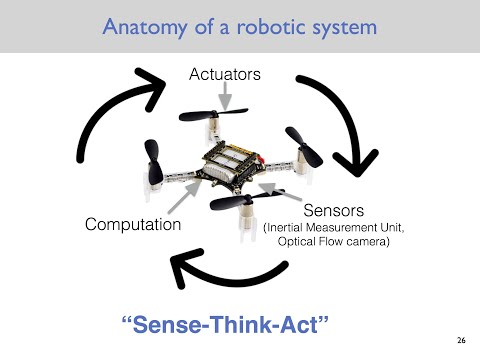 Anatomy of a robotic system
Actuators
Computation
Sensors
(Inertial Measurement Unit,
Optical Flow camera)
“Sense-Think-Act”
26